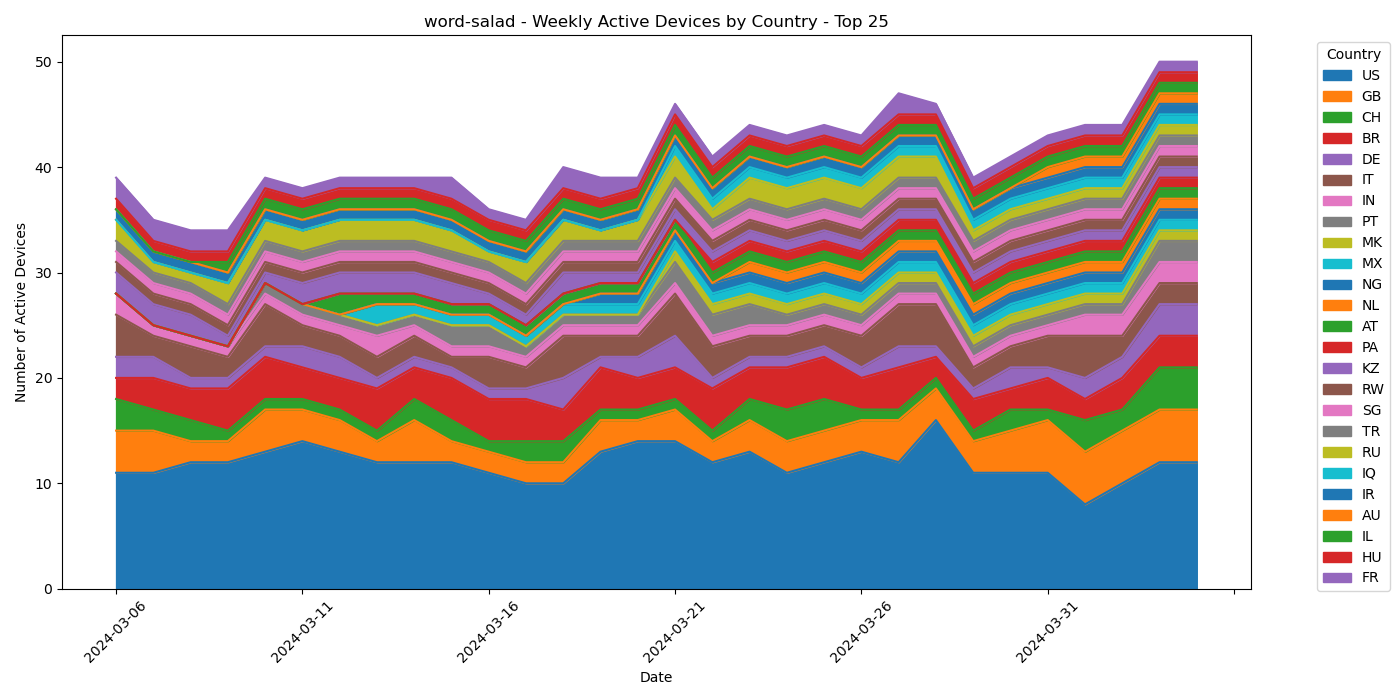 word-salad - Weekly Active Devices by Country - Top 25
Number of Active Devices
50
40
30
20
10
0
2024-03-06
2024-03-11
2024-03-16
2024-03-21
2024-03-26
2024-03-31
Date
Country
US
GB
CH
BR
DE
IT
IN
PT
MK
MX
NG
NL
AT
PA
KZ
RW
SG
TR
RU
IQ
IR
AU
IL
HU
FR